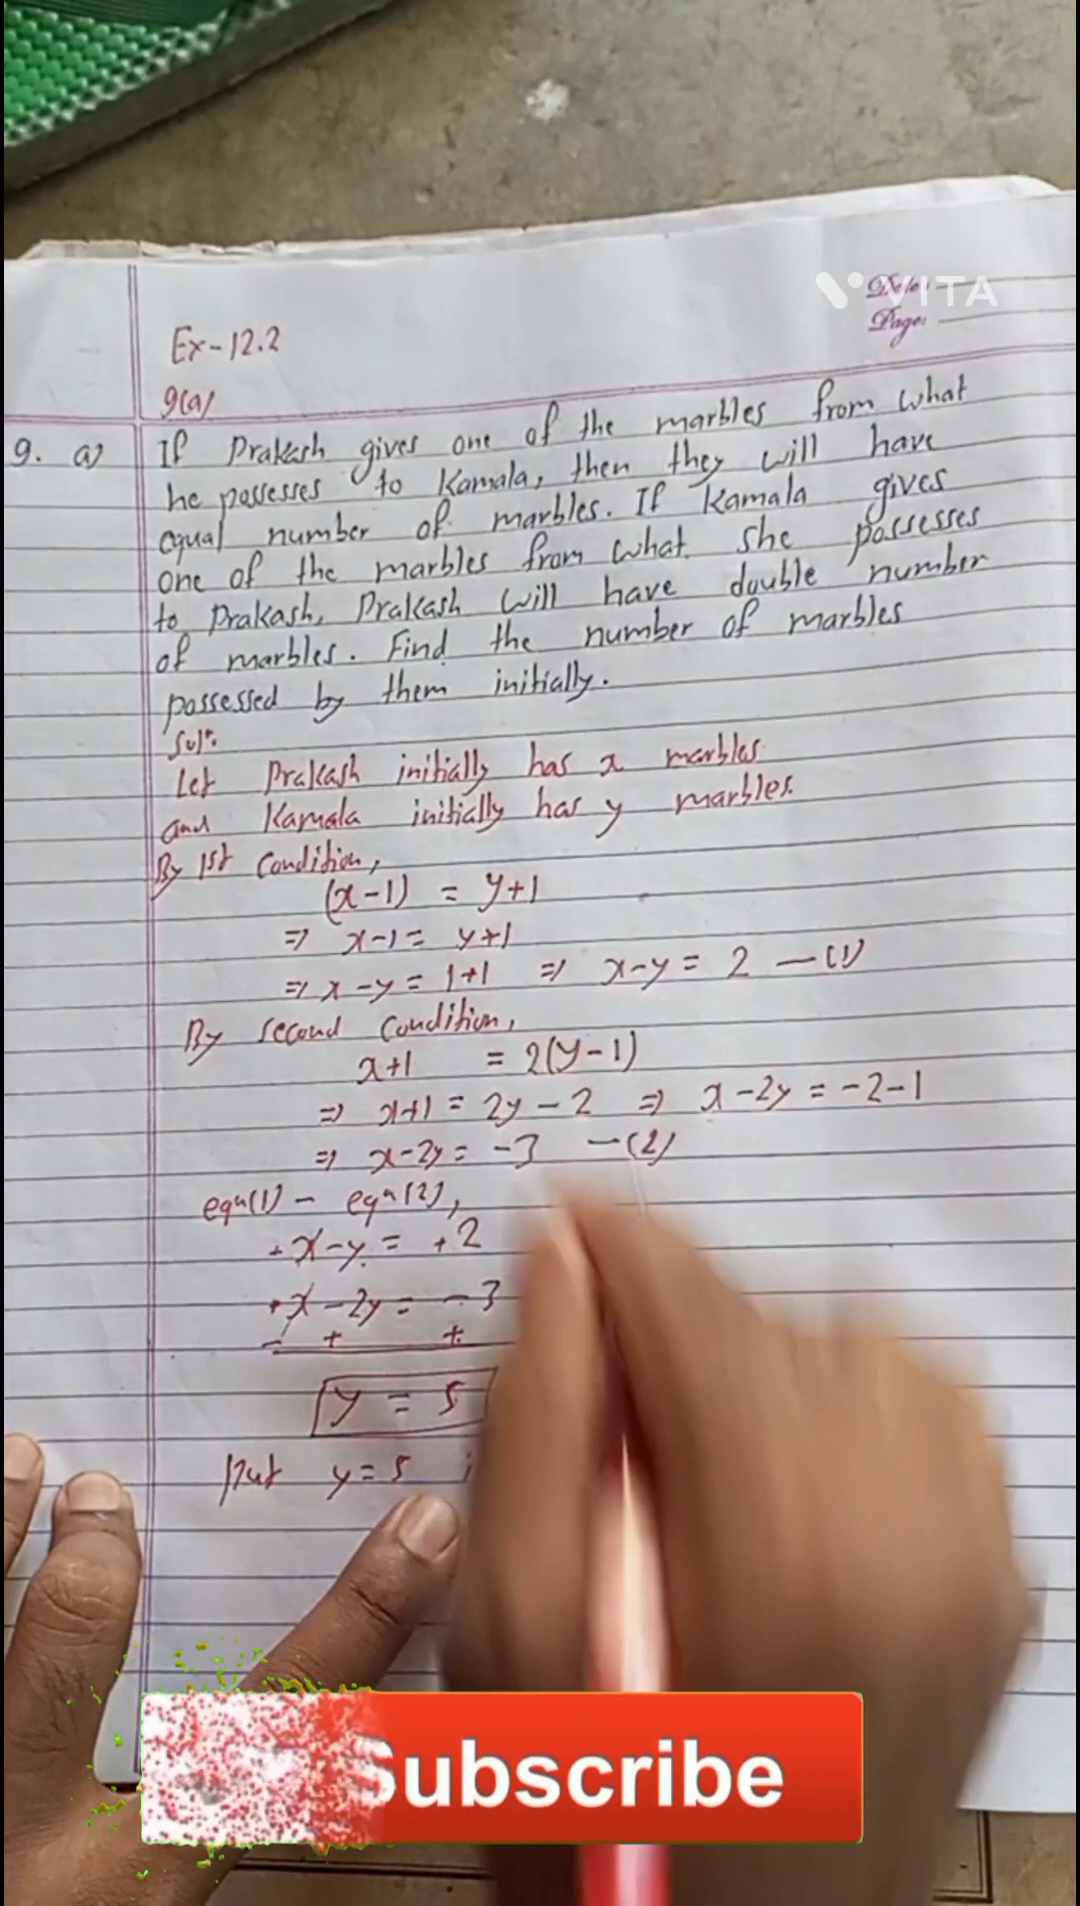 VITA
Date:
Page:
Ex-12.2
9(a)
9. a) If Prakash gives one of the marbles from what
he possesses to Kamala, then they will have
equal number of marbles. If Kamala gives
one of the marbles from what she possesses
to Prakash, Prakash will have double number
of marbles. Find the number of marbles
possessed by them initially.
Solⁿ.
Let Prakash initially has x marbles
and Kamala initially has y marbles.
By 1st condition,
(x-1) = y+1
⇒ x-1 = y+1
⇒ x-y = 1+1 ⇒ x-y = 2 —(1)
By second condition,
x+1 = 2(y-1)
⇒ x+1 = 2y-2 ⇒ x-2y = -2-1
⇒ x-2y = -3 —(2)
eqn(1) - eqn(2),
x-y = +2
x-2y = -3
- + +
y = 5
put y=5 i
Subscribe